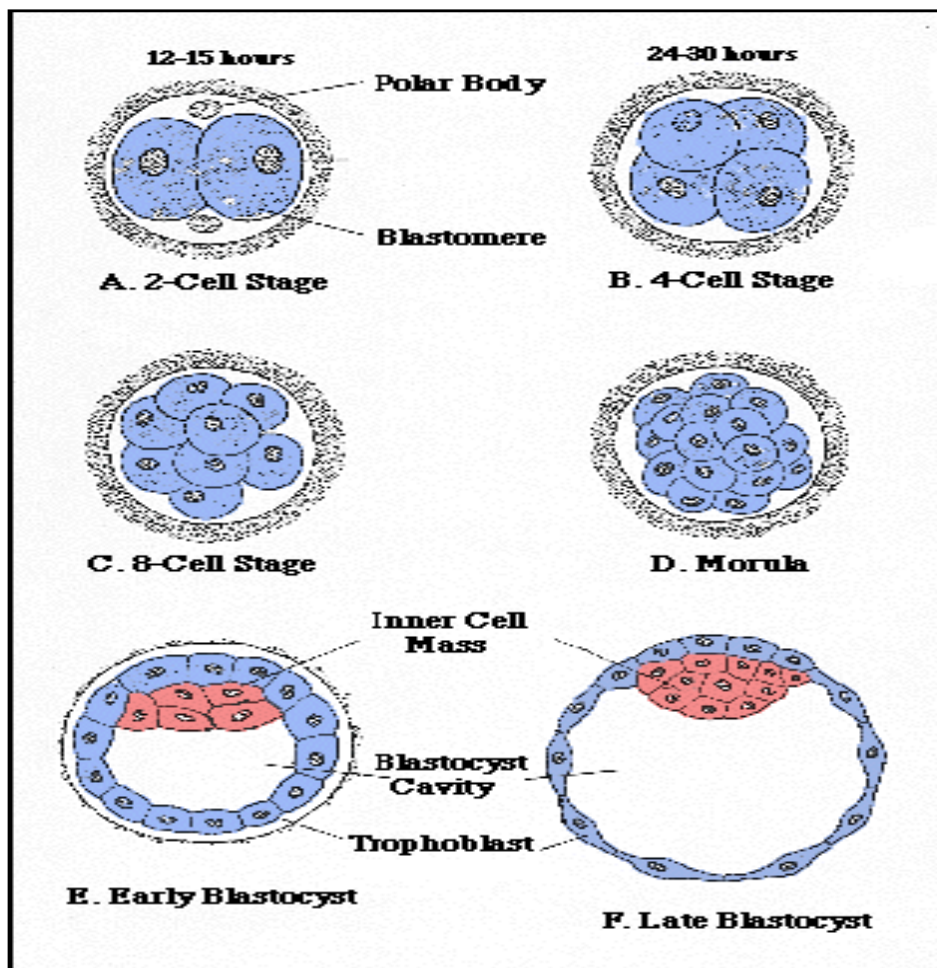 12-15 hours
24-30 hours
Polar Body
Blastomere
A. 2-Cell Stage
B. 4-Cell Stage
C. 8-Cell Stage
D. Morula
Inner Cell
Mass
Blastocyst
Cavity
Trophoblast
E. Early Blastocyst
F. Late Blastocyst